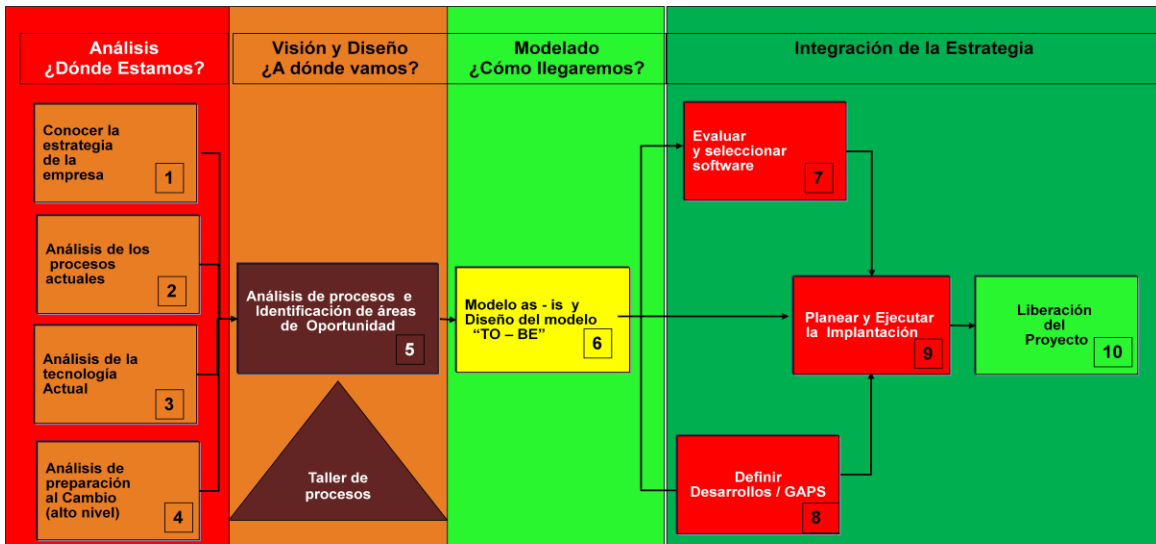 Análisis
¿Dónde Estamos?
Visión y Diseño
¿A dónde vamos?
Modelado
¿Cómo llegaremos?
Integración de la Estrategia
Conocer la
estrategia
de la
empresa
1
Análisis de los
procesos
actuales
2
Análisis de la
tecnología
Actual
3
Análisis de
preparación
al Cambio
(alto nivel)
4
Análisis de procesos e
Identificación de áreas
de Oportunidad
5
Taller de
procesos
Modelo as - is y
Diseño del modelo
“TO – BE”
6
Evaluar
y seleccionar
software
7
Definir
Desarrollos / GAPS
8
Planear y Ejecutar
la Implantación
9
Liberación
del
Proyecto
10